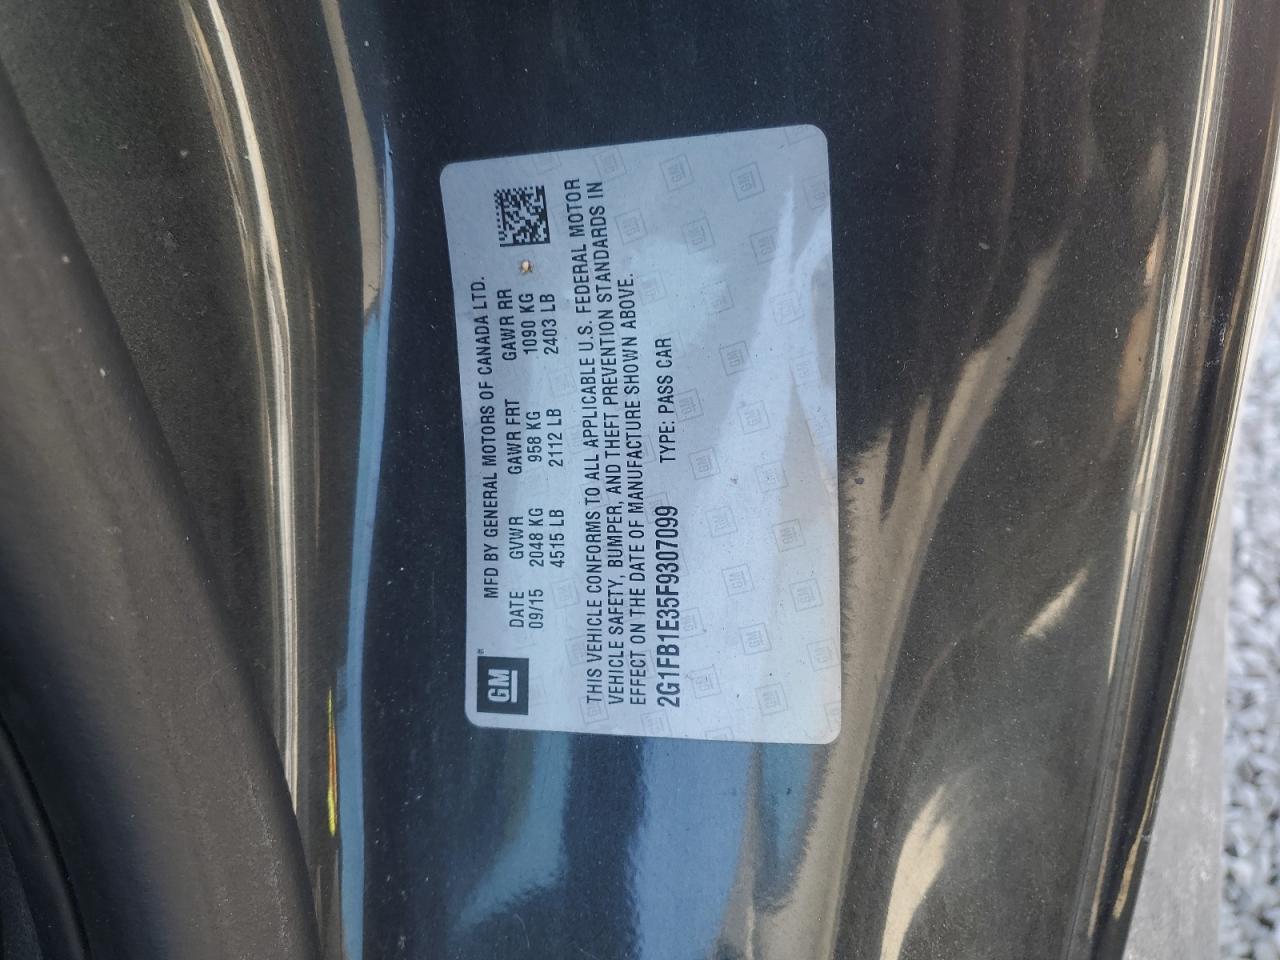 GM ®
MFD BY GENERAL MOTORS OF CANADA LTD.
DATE GVWR GAWR FRT GAWR RR
09/15 2048 KG 958 KG 1090 KG
4515 LB 2112 LB 2403 LB
THIS VEHICLE CONFORMS TO ALL APPLICABLE U.S. FEDERAL MOTOR
VEHICLE SAFETY, BUMPER, AND THEFT PREVENTION STANDARDS IN
EFFECT ON THE DATE OF MANUFACTURE SHOWN ABOVE.
2G1FB1E35F9307099 TYPE: PASS CAR